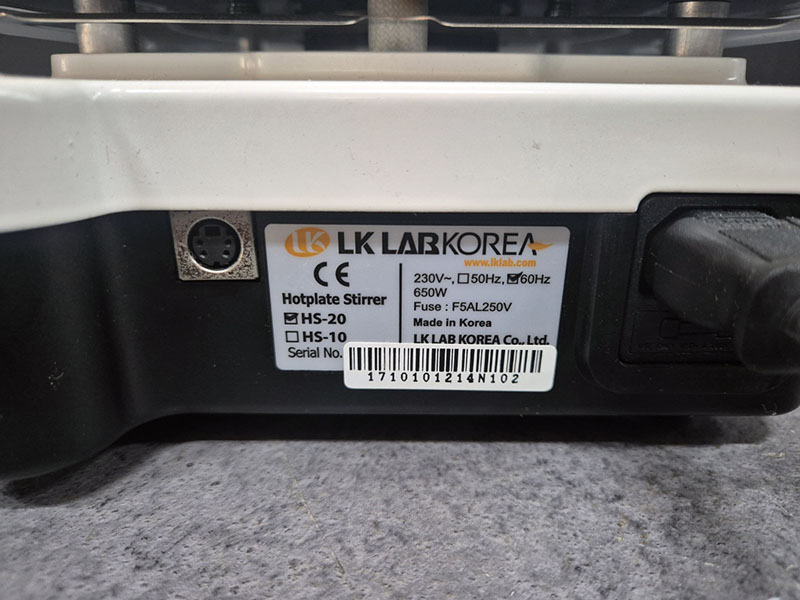 LK LK LABKOREA
www.lklab.com
CE
Hotplate Stirrer
☑HS-20
☐HS-10
Serial No.
230V~, ☐50Hz, ☑60Hz
650W
Fuse : F5AL250V
Made in Korea
LK LAB KOREA Co., Ltd.
1710101214N102